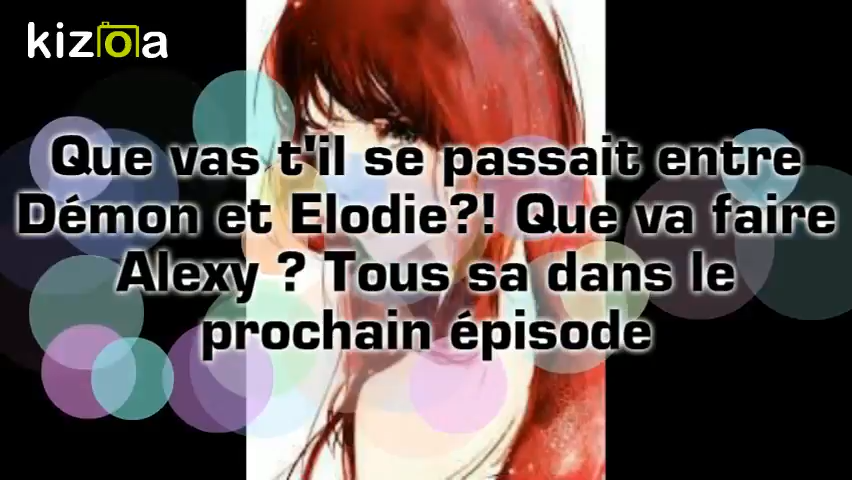 kizoa
Que vas t'il se passait entre
Démon et Elodie?! Que va faire
Alexy ? Tous sa dans le
prochain épisode